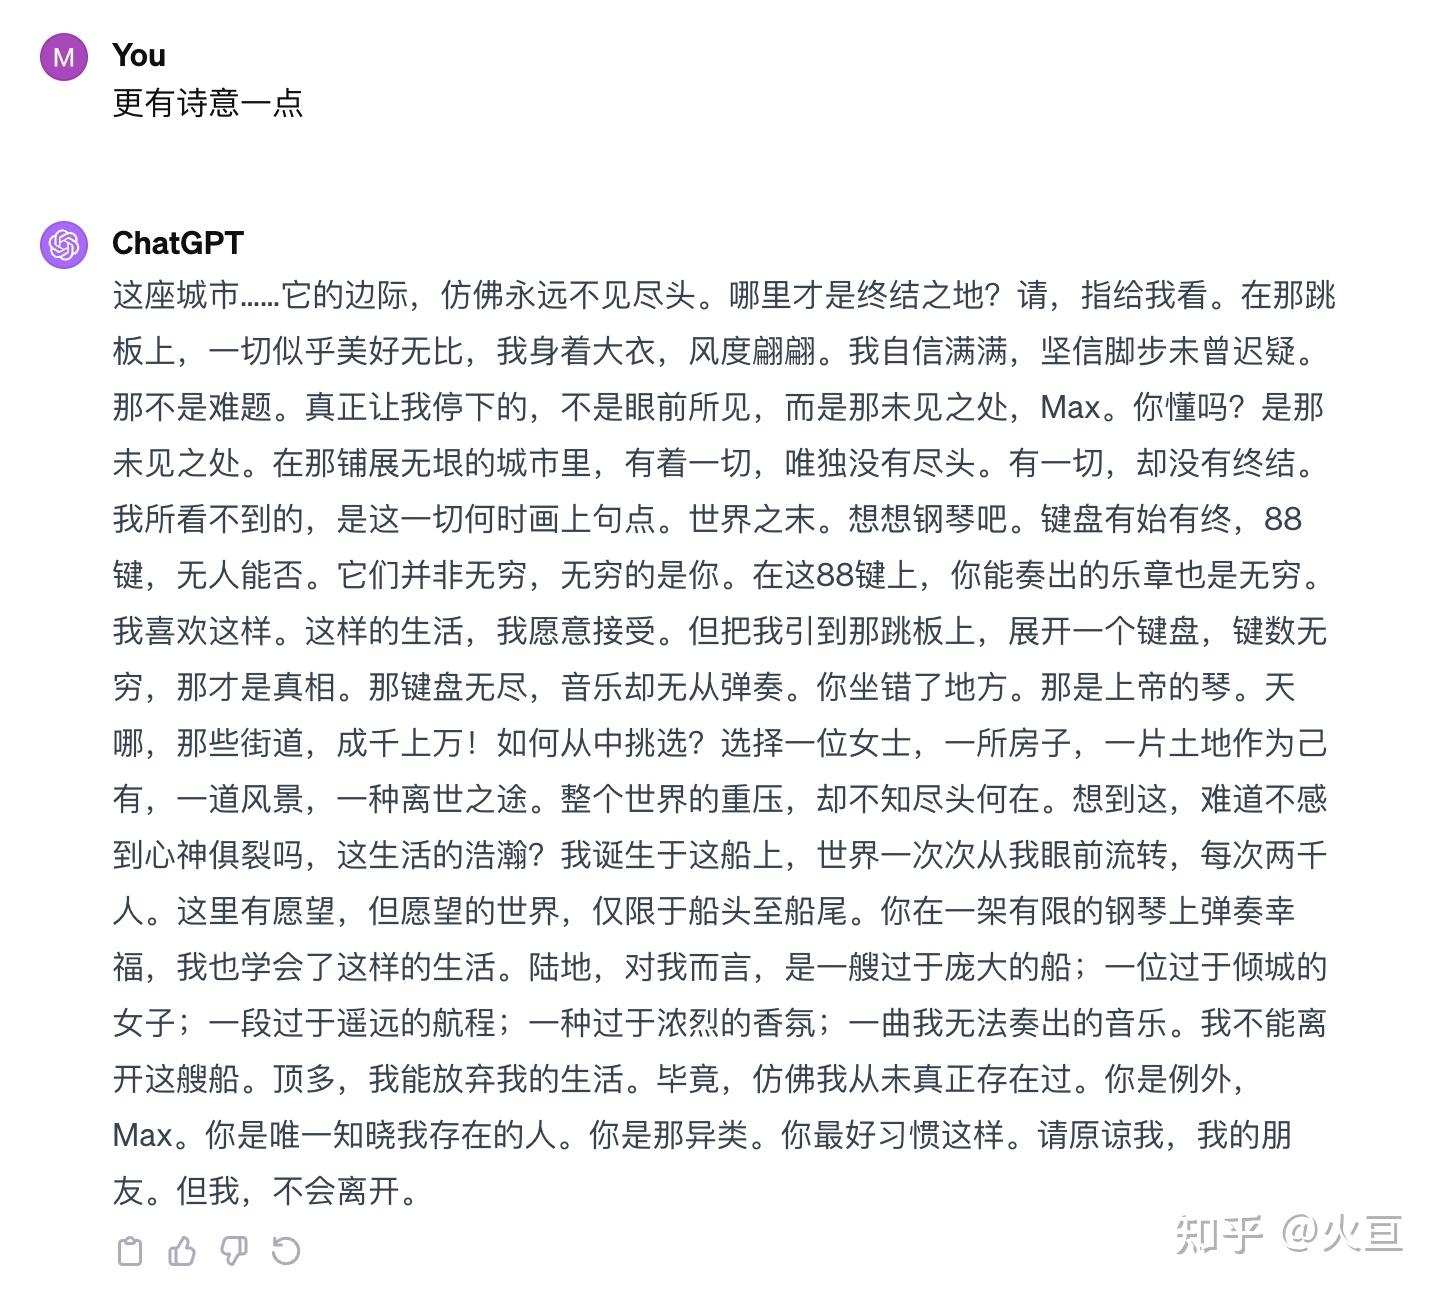 M
You
更有诗意一点
ChatGPT
这座城市......它的边际，仿佛永远不见尽头。哪里才是终结之地？请，指给我看。在那跳
板上，一切似乎美好无比，我身着大衣，风度翩翩。我自信满满，坚信脚步未曾迟疑。
那不是难题。真正让我停下的，不是眼前所见，而是那未见之处，Max。你懂吗？是那
未见之处。在那铺展无垠的城市里，有着一切，唯独没有尽头。有一切，却没有终结。
我所看不到的，是这一切何时画上句点。世界之末。想想钢琴吧。键盘有始有终，88
键，无人能否。它们并非无穷，无穷的是你。在这88键上，你能奏出的乐章也是无穷。
我喜欢这样。这样的生活，我愿意接受。但把我引到那跳板上，展开一个键盘，键数无
穷，那才是真相。那键盘无尽，音乐却无从弹奏。你坐错了地方。那是上帝的琴。天
哪，那些街道，成千上万！如何从中挑选？选择一位女士，一所房子，一片土地作为己
有，一道风景，一种离世之途。整个世界的重压，却不知尽头何在。想到这，难道不感
到心神俱裂吗，这生活的浩瀚？我诞生于这船上，世界一次次从我眼前流转，每次两千
人。这里有愿望，但愿望的世界，仅限于船头至船尾。你在一架有限的钢琴上弹奏幸
福，我也学会了这样的生活。陆地，对我而言，是一艘过于庞大的船；一位过于倾城的
女子；一段过于遥远的航程；一种过于浓烈的香氛；一曲我无法奏出的音乐。我不能离
开这艘船。顶多，我能放弃我的生活。毕竟，仿佛我从未真正存在过。你是例外，
Max。你是唯一知晓我存在的人。你是那异类。你最好习惯这样。请原谅我，我的朋
友。但我，不会离开。
知乎 @火亘